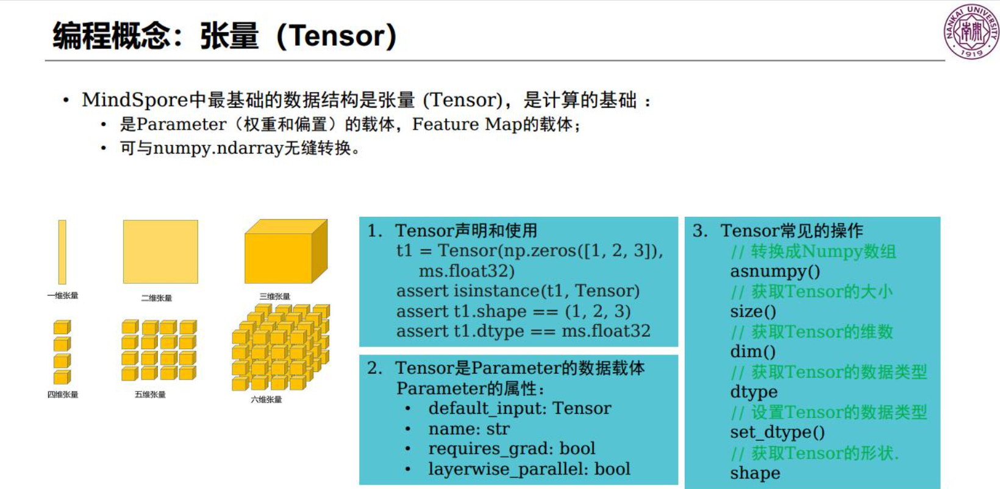 编程概念：张量（Tensor）
NANKAI UNIVERSITY
南開
1919
• MindSpore中最基础的数据结构是张量 (Tensor)，是计算的基础 ：
• 是Parameter（权重和偏置）的载体，Feature Map的载体；
• 可与numpy.ndarray无缝转换。
一维张量
二维张量
三维张量
四维张量
五维张量
六维张量
1. Tensor声明和使用
t1 = Tensor(np.zeros([1, 2, 3]),
ms.float32)
assert isinstance(t1, Tensor)
assert t1.shape == (1, 2, 3)
assert t1.dtype == ms.float32
2. Tensor是Parameter的数据载体
Parameter的属性：
• default_input: Tensor
• name: str
• requires_grad: bool
• layerwise_parallel: bool
3. Tensor常见的操作
// 转换成Numpy数组
asnumpy()
// 获取Tensor的大小
size()
// 获取Tensor的维数
dim()
// 获取Tensor的数据类型
dtype
// 设置Tensor的数据类型
set_dtype()
// 获取Tensor的形状.
shape